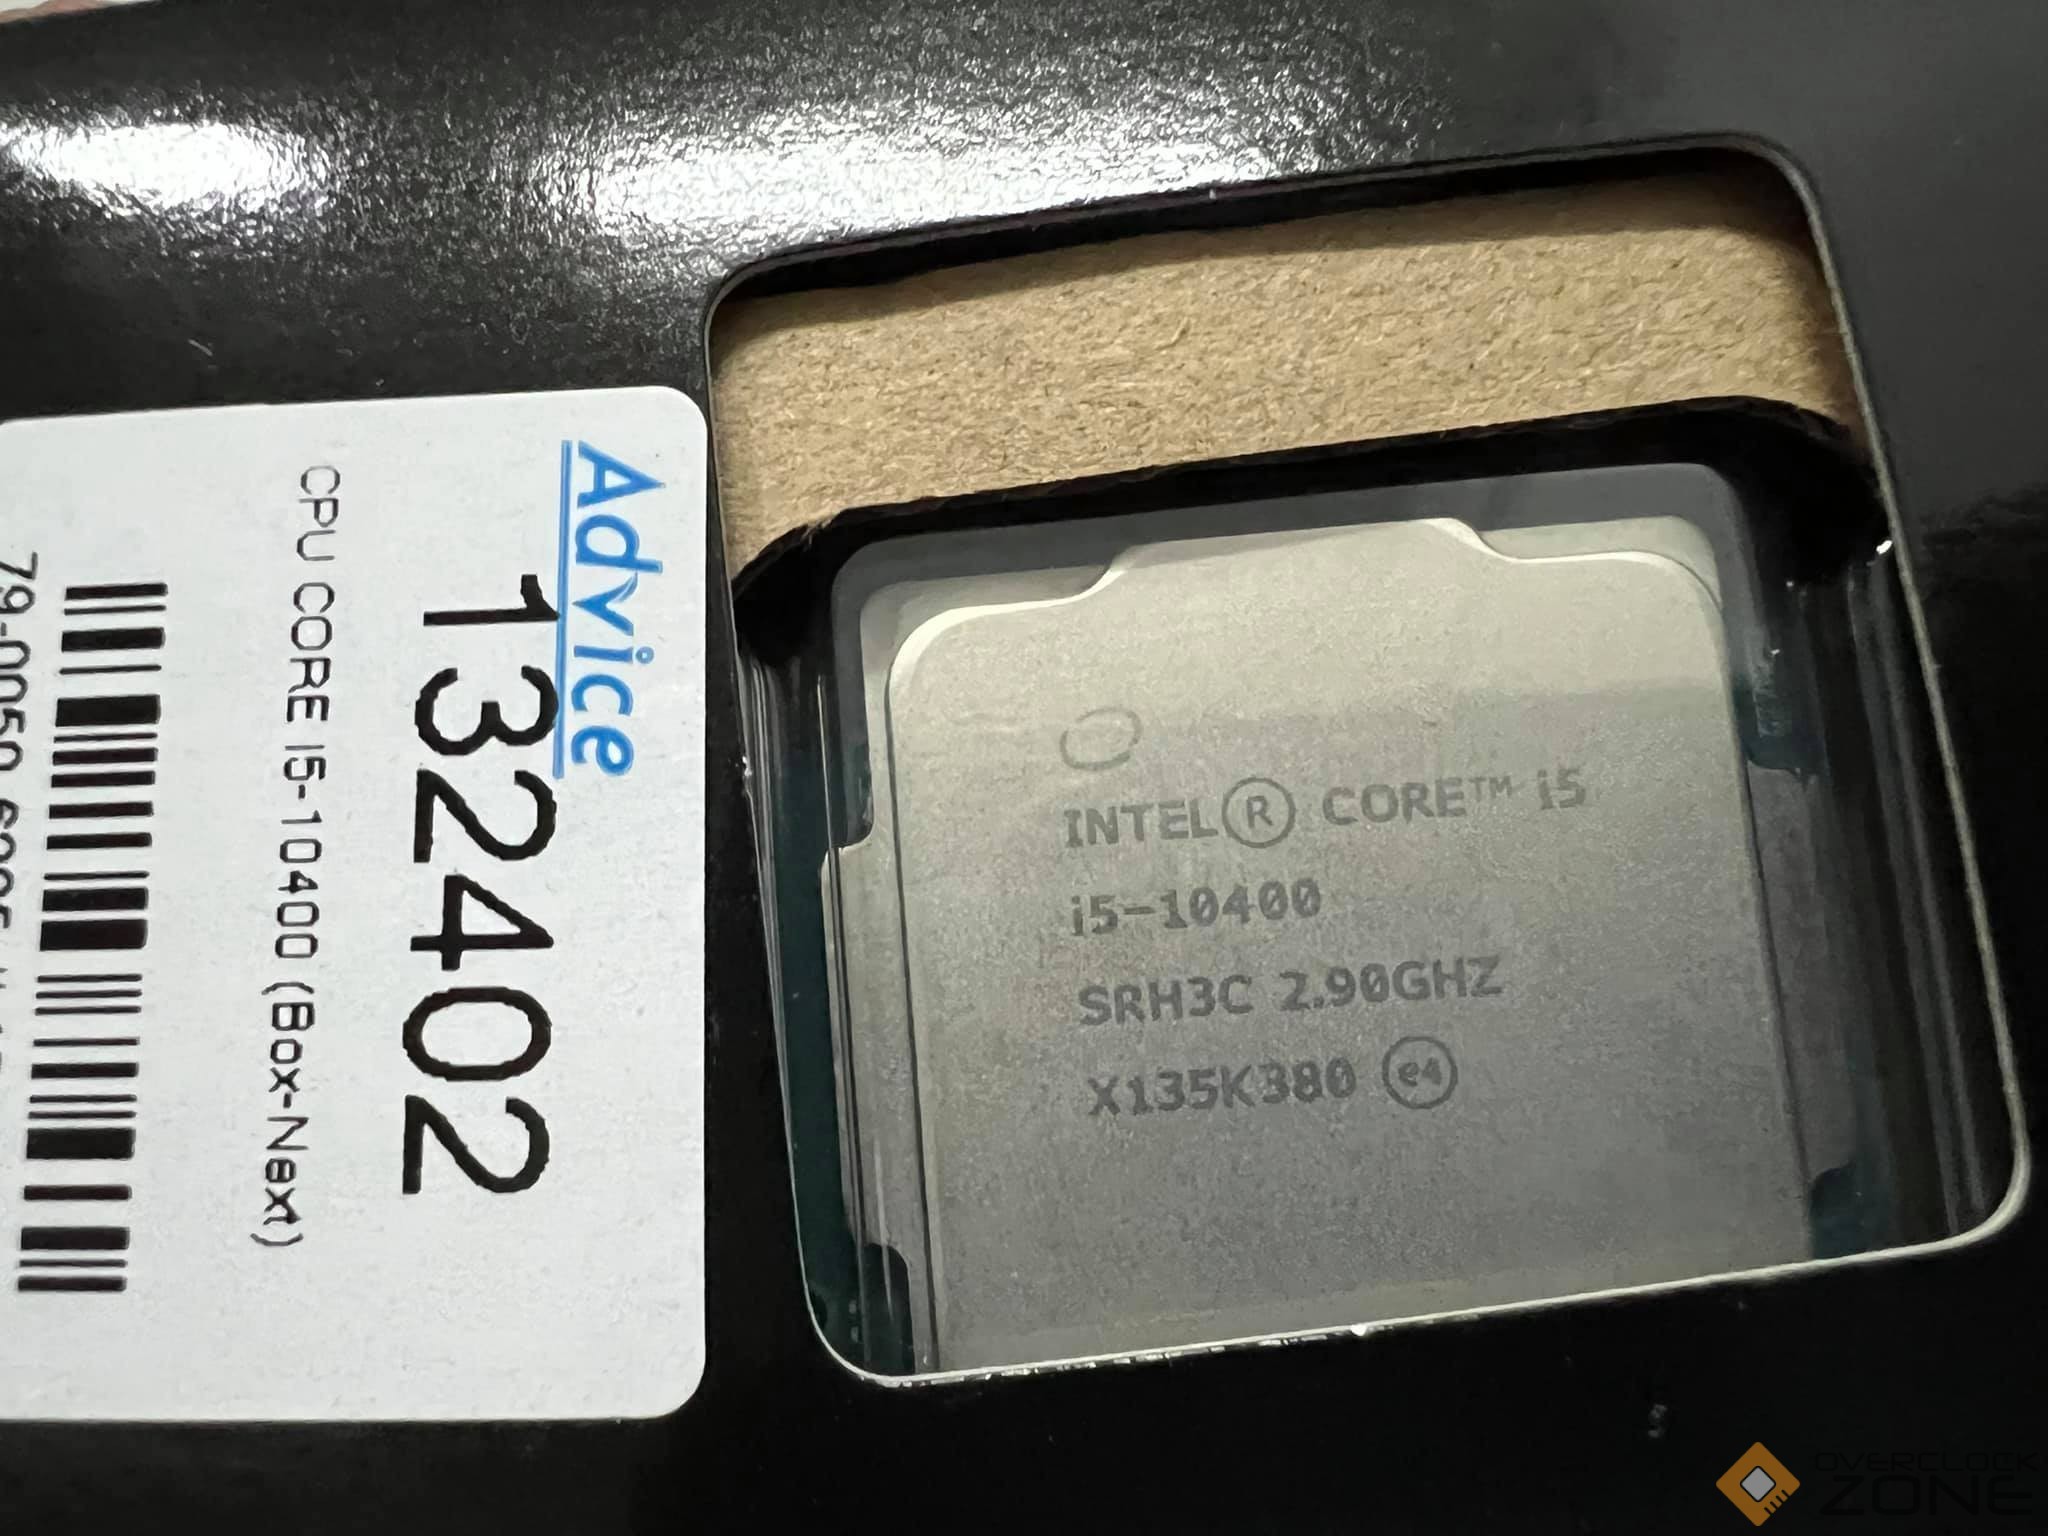 Advice
132402
CPU CORE I5-10400 (Box-Next)
INTEL® CORE™ i5
i5-10400
SRH3C 2.90GHZ
X135K380 e4
OVERCLOCK
ZONE